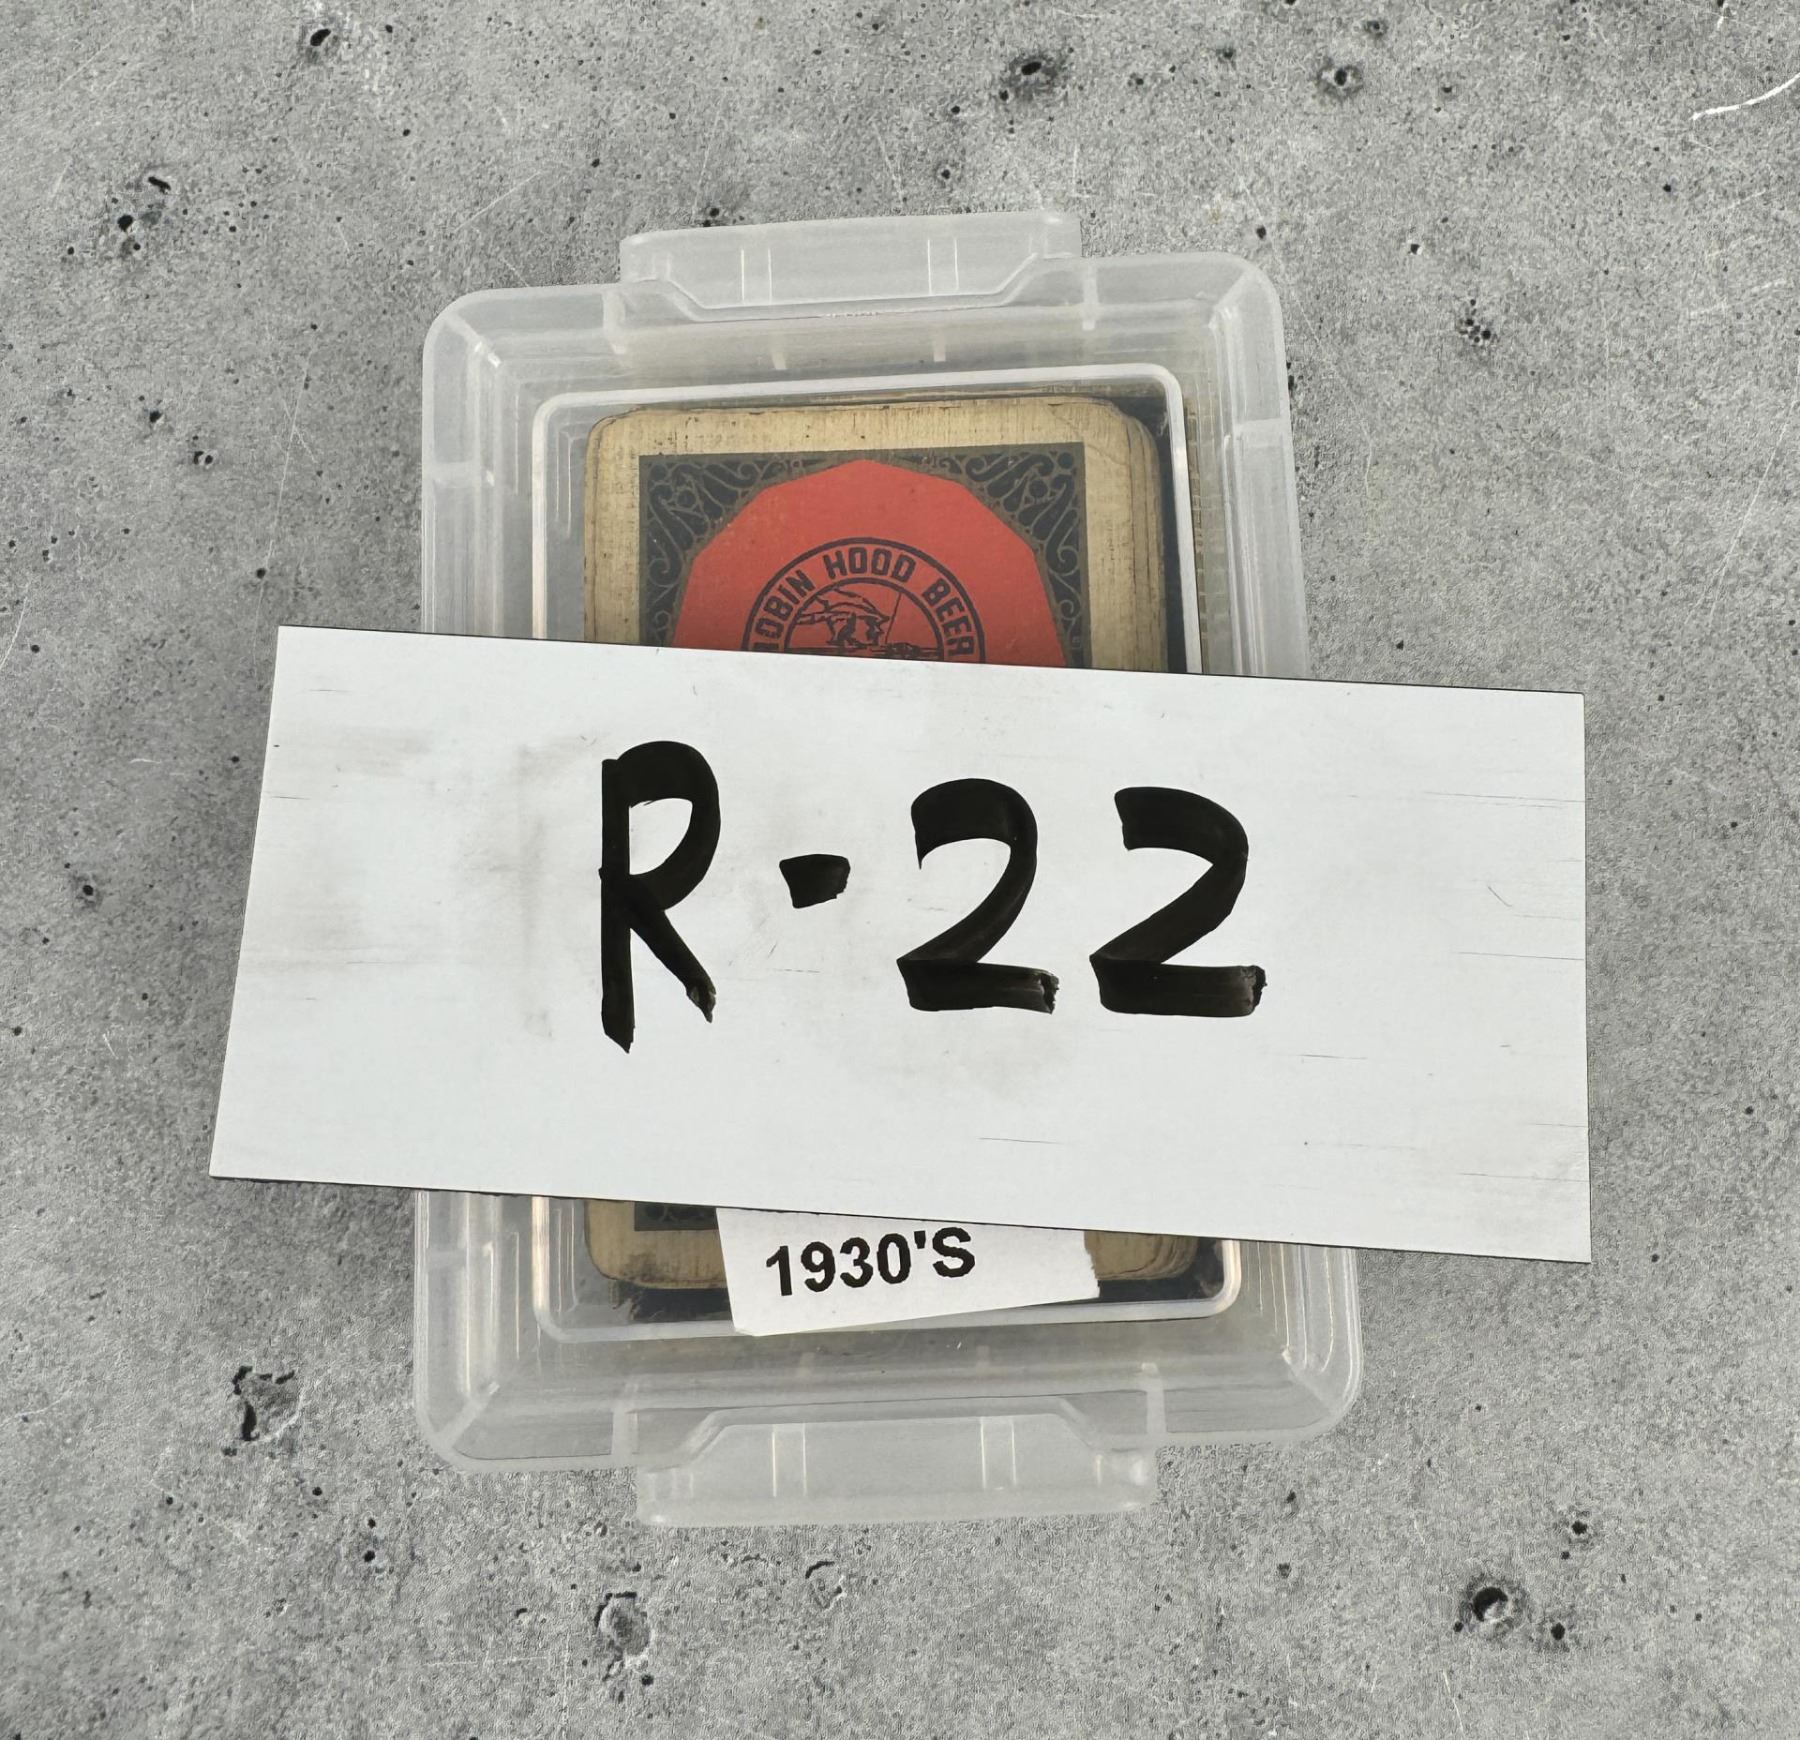 ROBIN HOOD BEER
R-22
1930'S